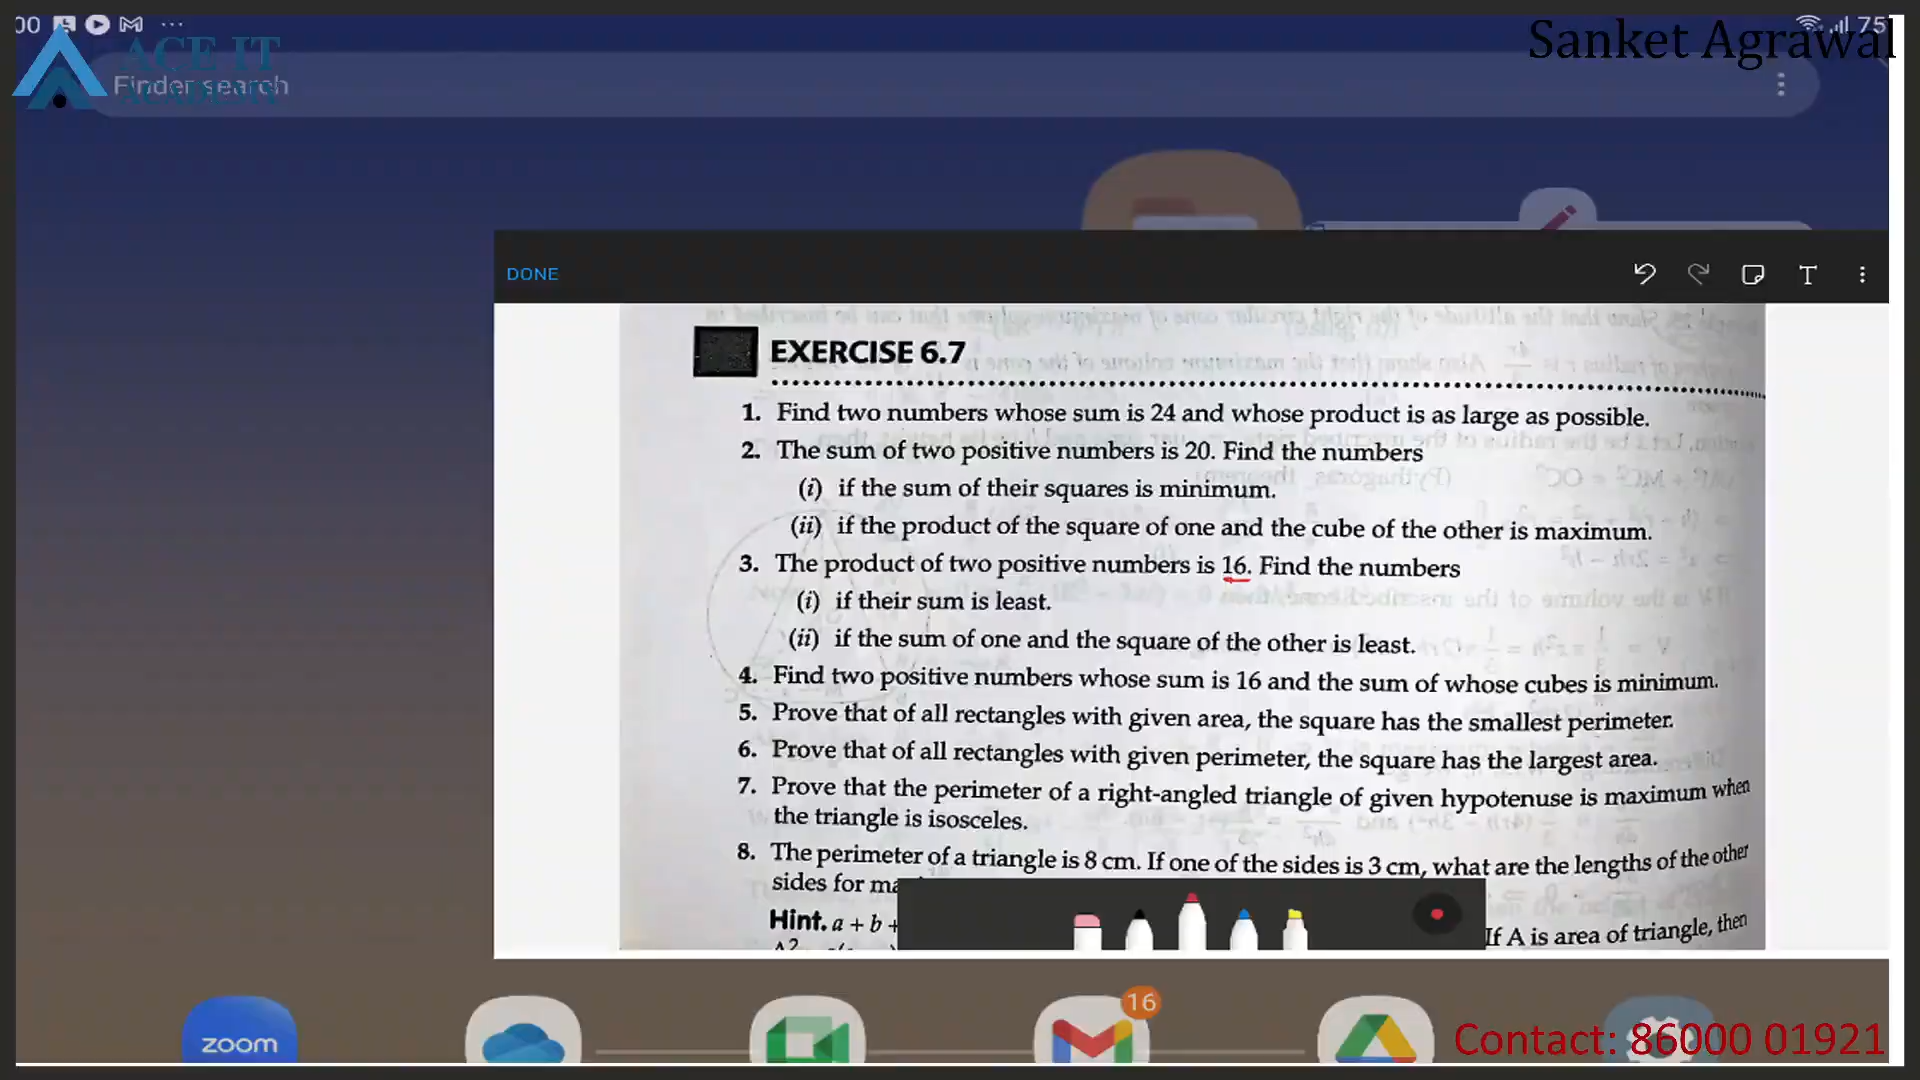 00
75
Sanket Agrawal
ACE IT
ACADEMY
Finder search
DONE
T
EXERCISE 6.7
1. Find two numbers whose sum is 24 and whose product is as large as possible.
2. The sum of two positive numbers is 20. Find the numbers
(i) if the sum of their squares is minimum.
(ii) if the product of the square of one and the cube of the other is maximum.
3. The product of two positive numbers is 16. Find the numbers
(i) if their sum is least.
(ii) if the sum of one and the square of the other is least.
4. Find two positive numbers whose sum is 16 and the sum of whose cubes is minimum.
5. Prove that of all rectangles with given area, the square has the smallest perimeter.
6. Prove that of all rectangles with given perimeter, the square has the largest area.
7. Prove that the perimeter of a right-angled triangle of given hypotenuse is maximum when
the triangle is isosceles.
8. The perimeter of a triangle is 8 cm. If one of the sides is 3 cm, what are the lengths of the other
sides for
Hint. a + b + If A is area of triangle, then
16
zoom
Contact: 86000 01921